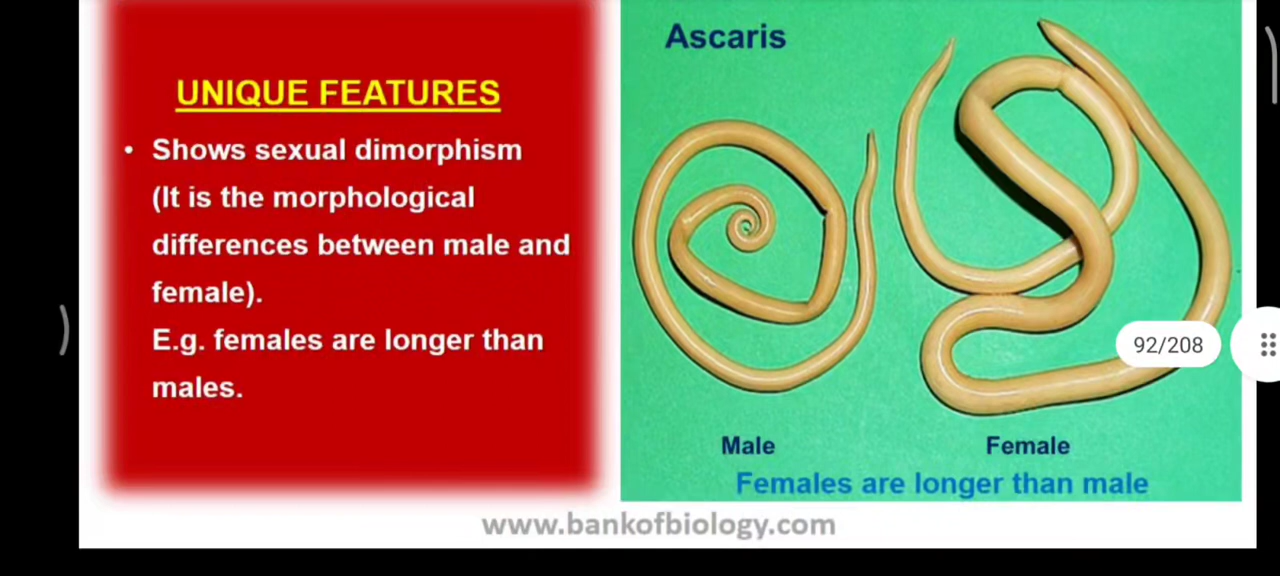 UNIQUE FEATURES
• Shows sexual dimorphism
(It is the morphological
differences between male and
female).
E.g. females are longer than
males.
Ascaris
92/208
Male Female
Females are longer than male
www.bankofbiology.com